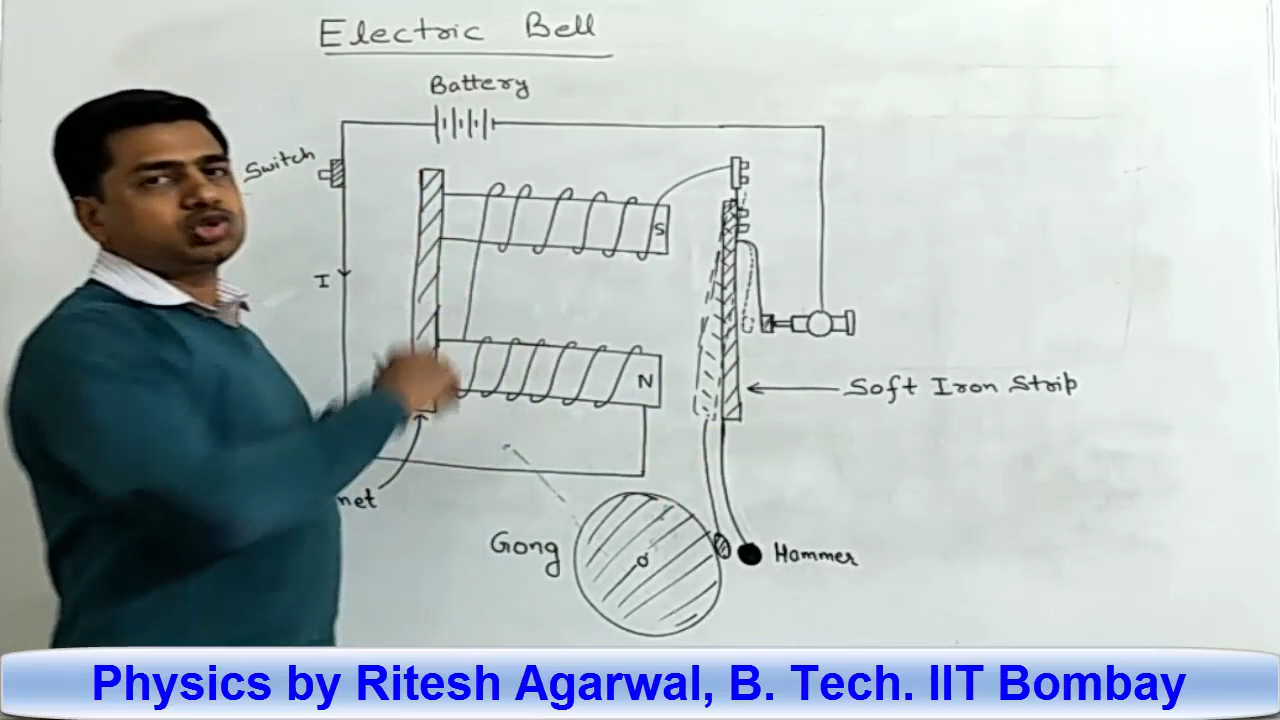 Electric Bell
Battery
Switch
I
S
N
Soft Iron Strip
net
Gong
Hammer
Physics by Ritesh Agarwal, B. Tech. IIT Bombay